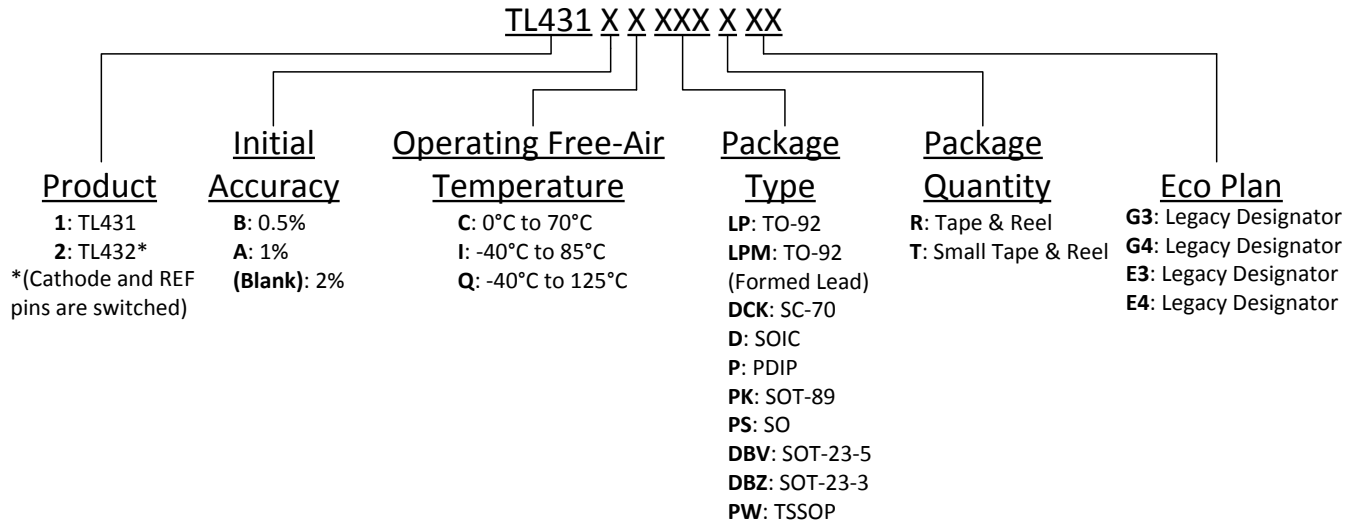 TL431 X X XXX X XX
Product
1: TL431
2: TL432*
*(Cathode and REF
pins are switched)
Initial
Accuracy
B: 0.5%
A: 1%
(Blank): 2%
Operating Free-Air
Temperature
C: 0°C to 70°C
I: -40°C to 85°C
Q: -40°C to 125°C
Package
Type
LP: TO-92
LPM: TO-92
(Formed Lead)
DCK: SC-70
D: SOIC
P: PDIP
PK: SOT-89
PS: SO
DBV: SOT-23-5
DBZ: SOT-23-3
PW: TSSOP
Package
Quantity
R: Tape & Reel
T: Small Tape & Reel
Eco Plan
G3: Legacy Designator
G4: Legacy Designator
E3: Legacy Designator
E4: Legacy Designator